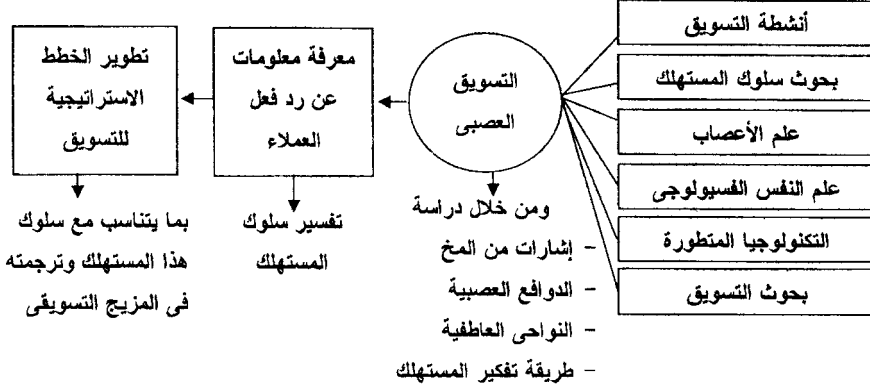 أنشطة التسويق
بحوث سلوك المستهلك
علم الأعصاب
علم النفس الفسيولوجى
التكنولوجيا المتطورة
بحوث التسويق
التسويق
العصبى
ومن خلال دراسة
- إشارات من المخ
- الدوافع العصبية
- النواحى العاطفية
- طريقة تفكير المستهلك
معرفة معلومات
عن رد فعل
العملاء
تفسير سلوك
المستهلك
تطوير الخطط
الاستراتيجية
للتسويق
بما يتناسب مع سلوك
هذا المستهلك وترجمته
فى المزيج التسويقى